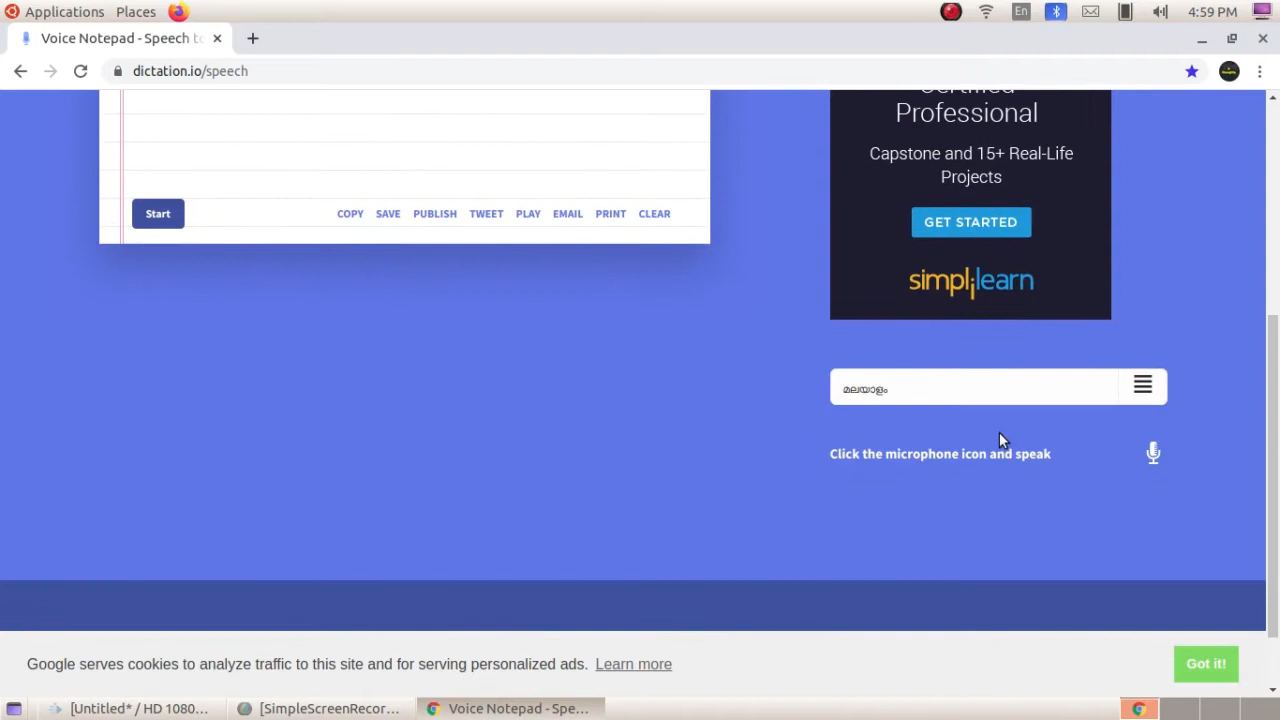 Applications Places En 4:59 PM
Voice Notepad - Speech to
dictation.io/speech
Certified
Professional
Capstone and 15+ Real-Life
Projects
GET STARTED
simplilearn
Start COPY SAVE PUBLISH TWEET PLAY EMAIL PRINT CLEAR
മലയാളം
Click the microphone icon and speak
Google serves cookies to analyze traffic to this site and for serving personalized ads. Learn more Got it!
[Untitled* / HD 1080... [SimpleScreenRecor... Voice Notepad - Spe...